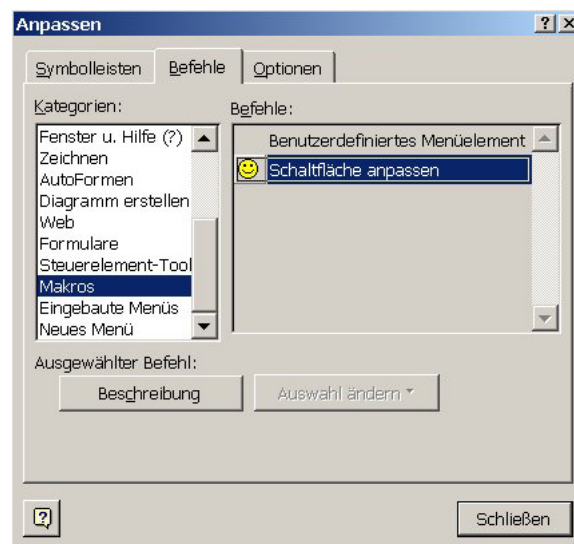 Anpassen
Symbolleisten Befehle Optionen
Kategorien: Befehle:
Fenster u. Hilfe (?)
Zeichnen
AutoFormen
Diagramm erstellen
Web
Formulare
Steuerelement-Tool
Makros
Eingebaute Menüs
Neues Menü
Benutzerdefiniertes Menüelement
Schaltfläche anpassen
Ausgewählter Befehl:
Beschreibung Auswahl ändern
Schließen